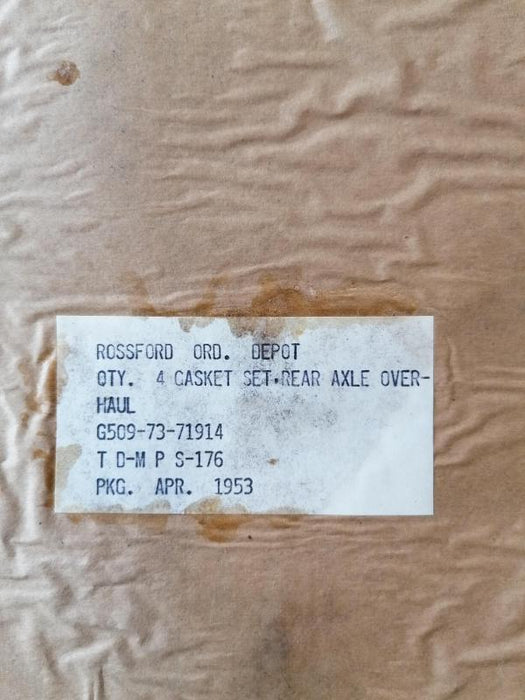 ROSSFORD ORD. DEPOT
QTY. 4 GASKET SET,REAR AXLE OVER-
HAUL
G509-73-71914
T D-M P S-176
PKG. APR. 1953